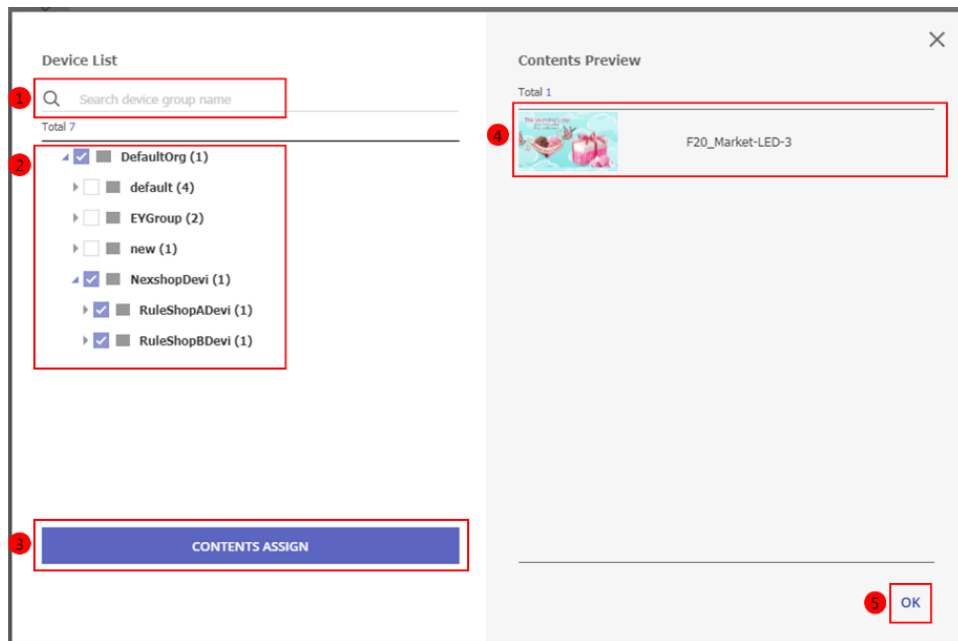 Device List
1
Search device group name
Total 7
2
DefaultOrg (1)
default (4)
EYGroup (2)
new (1)
NexshopDevi (1)
RuleShopADevi (1)
RuleShopBDevi (1)
3
CONTENTS ASSIGN
Contents Preview
Total 1
4
F20_Market-LED-3
5
OK